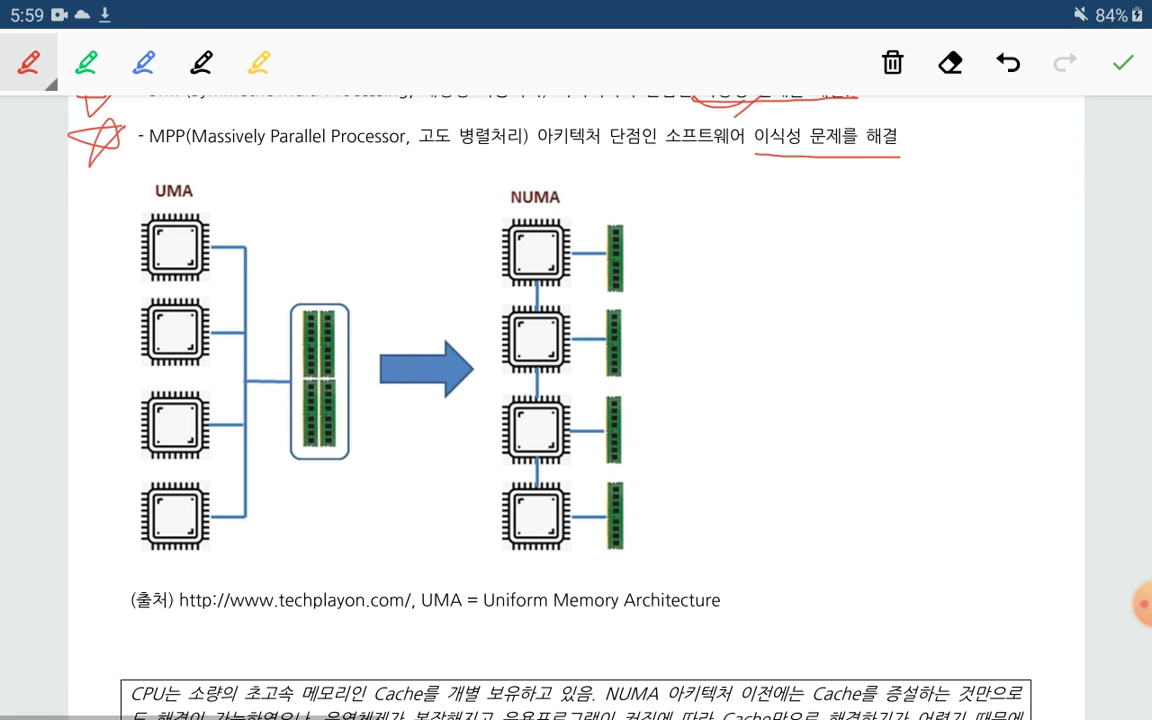 5:59
84%
- MPP(Massively Parallel Processor, 고도 병렬처리) 아키텍처 단점인 소프트웨어 이식성 문제를 해결
UMA
NUMA
(출처) http://www.techplayon.com/, UMA = Uniform Memory Architecture
CPU는 소량의 초고속 메모리인 Cache를 개별 보유하고 있음. NUMA 아키텍처 이전에는 Cache를 증설하는 것만으로